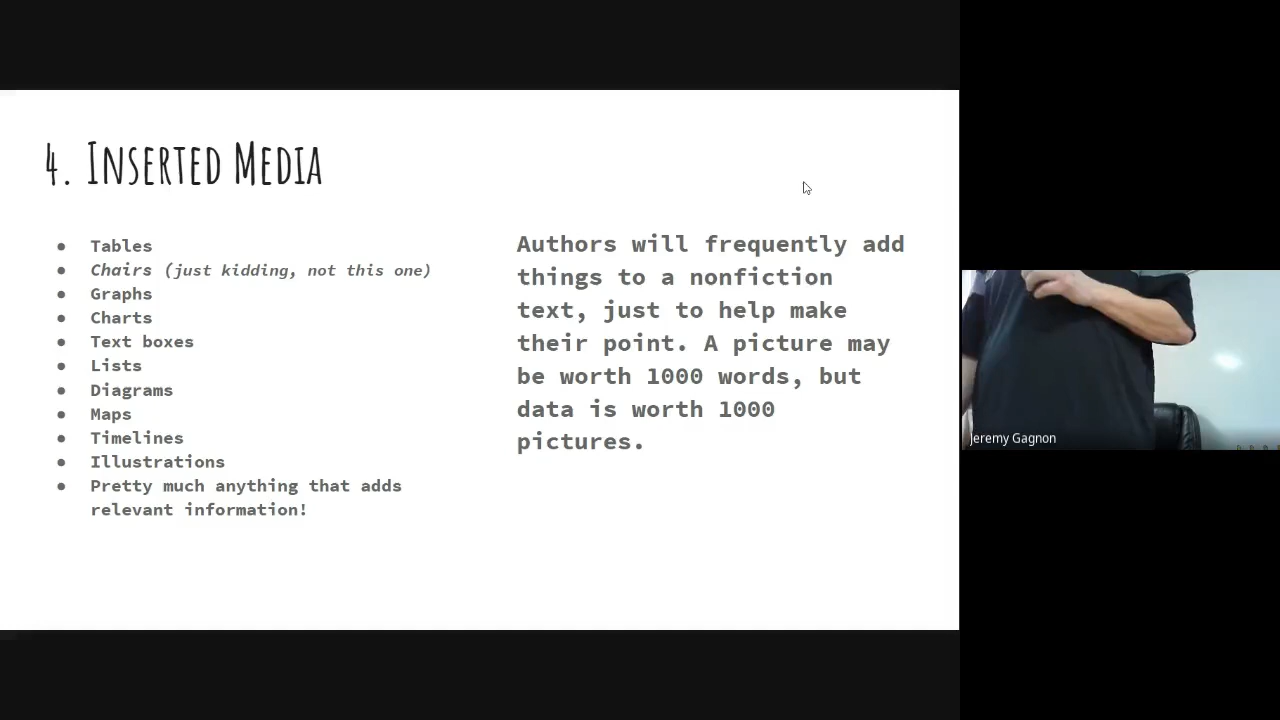 4. Inserted Media
Tables
Chairs (just kidding, not this one)
Graphs
Charts
Text boxes
Lists
Diagrams
Maps
Timelines
Illustrations
Pretty much anything that adds
relevant information!
Authors will frequently add
things to a nonfiction
text, just to help make
their point. A picture may
be worth 1000 words, but
data is worth 1000
pictures.
Jeremy Gagnon